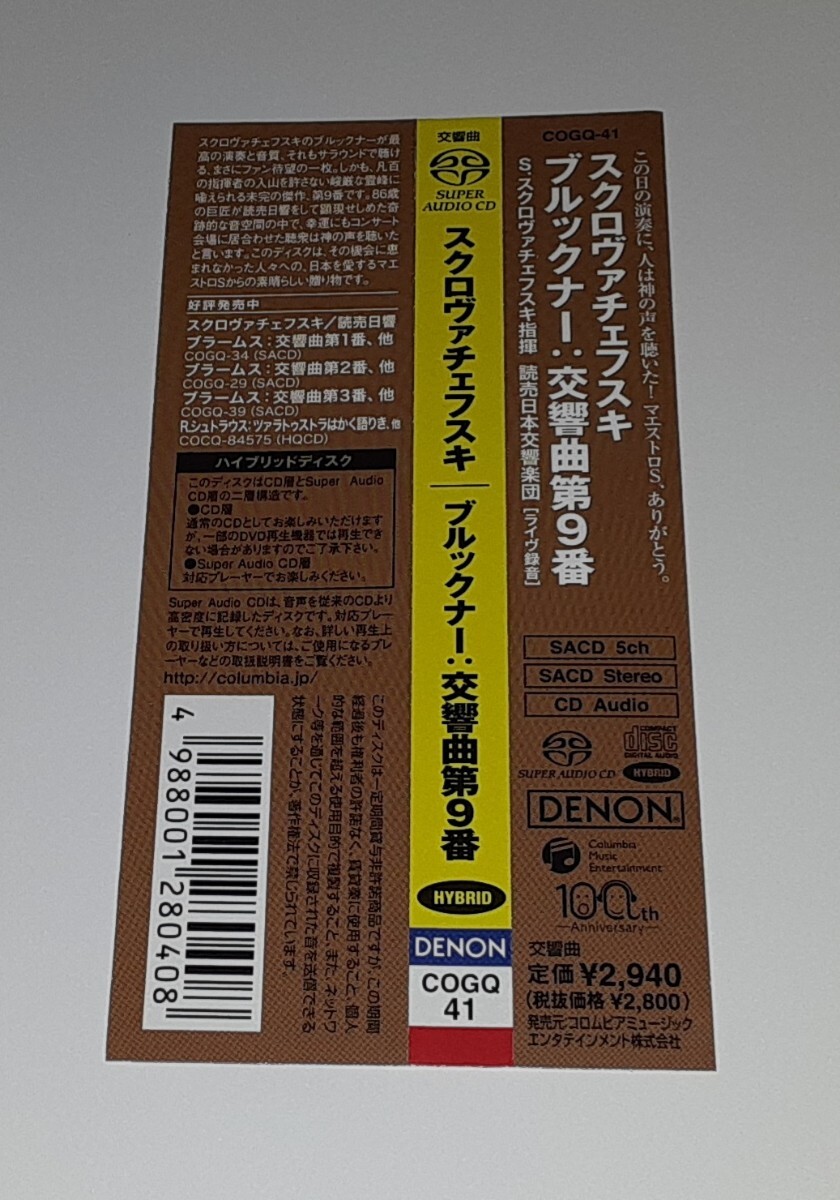 スクロヴァチェフスキのブルックナーが最
高の演奏と音質、それもサラウンドで聴け
る、まさにファン待望の一枚。しかも、凡百
の指揮者の入山を許さない峻厳な霊峰に
喩えられる未完の傑作、第9番です。86歳
の巨匠が読売日響をして顕現せしめた奇
跡的な音空間の中で、幸運にもコンサート
会場に居合わせた聴衆は神の声を聴いた
と言います。このディスクは、その機会に恵
まれなかった人々への、日本を愛するマエ
ストロSからの素晴らしい贈り物です。
好評発売中
スクロヴァチェフスキ/読売日響
ブラームス:交響曲第1番、他
COGQ-34 (SACD)
ブラームス:交響曲第2番、他
COGQ-29 (SACD)
ブラームス:交響曲第3番、他
COGQ-39 (SACD)
R.シュトラウス:ツァラトゥストラはかく語りき、他
COCQ-84575 (HQCD)
ハイブリッドディスク
このディスクはCD層とSuper Audio
CD層の二層構造です。
●CD層
通常のCDとしてお楽しみいただけます
が、一部のDVD再生機器では再生でき
ない場合がありますのでご了承下さい。
●Super Audio CD層
対応プレーヤーでお楽しみください。
Super Audio CDは、音声を従来のCDより
高密度に記録したディスクです。対応プレー
ヤーで再生してください。なお、詳しい再生上
の取り扱い方については、ご使用になるプレー
ヤーなどの取扱説明書をご覧ください。
http://columbia.jp/
このディスクは一定期間貸与非許諾商品ですが、この期間
経過後も権利者の許諾なく、賃貸業に使用すること、個人
的な範囲を超える使用目的で複製すること、また、ネットワ
ーク等を通じてこのディスクに収録された音を送信できる
状態にすることが、著作権法で禁じられています。
4 988001 280408
交響曲
SUPER
AUDIO CD
スクロヴァチェフスキ ブルックナー:交響曲第9番
HYBRID
DENON
COGQ
41
COGQ-41
この日の演奏に、人は神の声を聴いた! マエストロS、ありがとう。
スクロヴァチェフスキ
ブルックナー:交響曲第9番
S.スクロヴァチェフスキ指揮 読売日本交響楽団 [ライヴ録音]
SACD 5ch
SACD Stereo
CD Audio
SUPER AUDIO CD
COMPACT
disc
DIGITAL AUDIO
HYBRID
DENON
Columbia
Music
Entertainment
100th
Anniversary
交響曲
定価 ¥2,940
(税抜価格 ¥2,800)
発売元:コロムビアミュージック
エンタテインメント株式会社